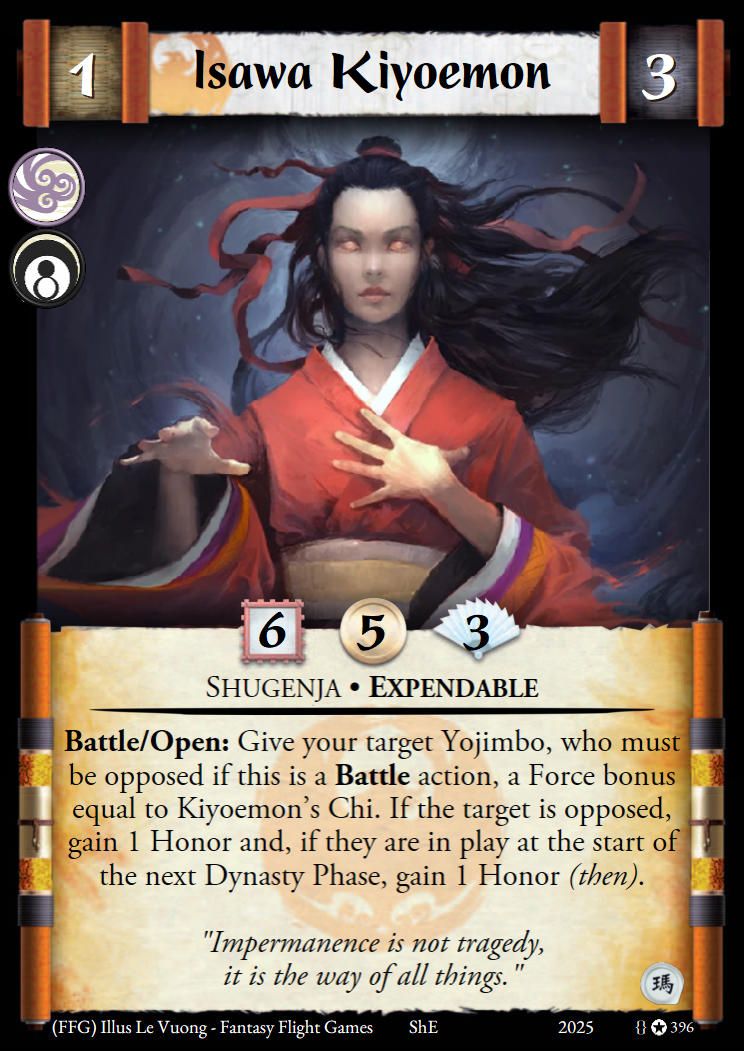 1
Isawa Kiyoemon
3
6
5
3
SHUGENJA • EXPENDABLE
Battle/Open: Give your target Yojimbo, who must
be opposed if this is a Battle action, a Force bonus
equal to Kiyoemon's Chi. If the target is opposed,
gain 1 Honor and, if they are in play at the start of
the next Dynasty Phase, gain 1 Honor (then).
"Impermanence is not tragedy,
it is the way of all things."
瑪
(FFG) Illus Le Vuong - Fantasy Flight Games ShE 2025 {} ✪ 396